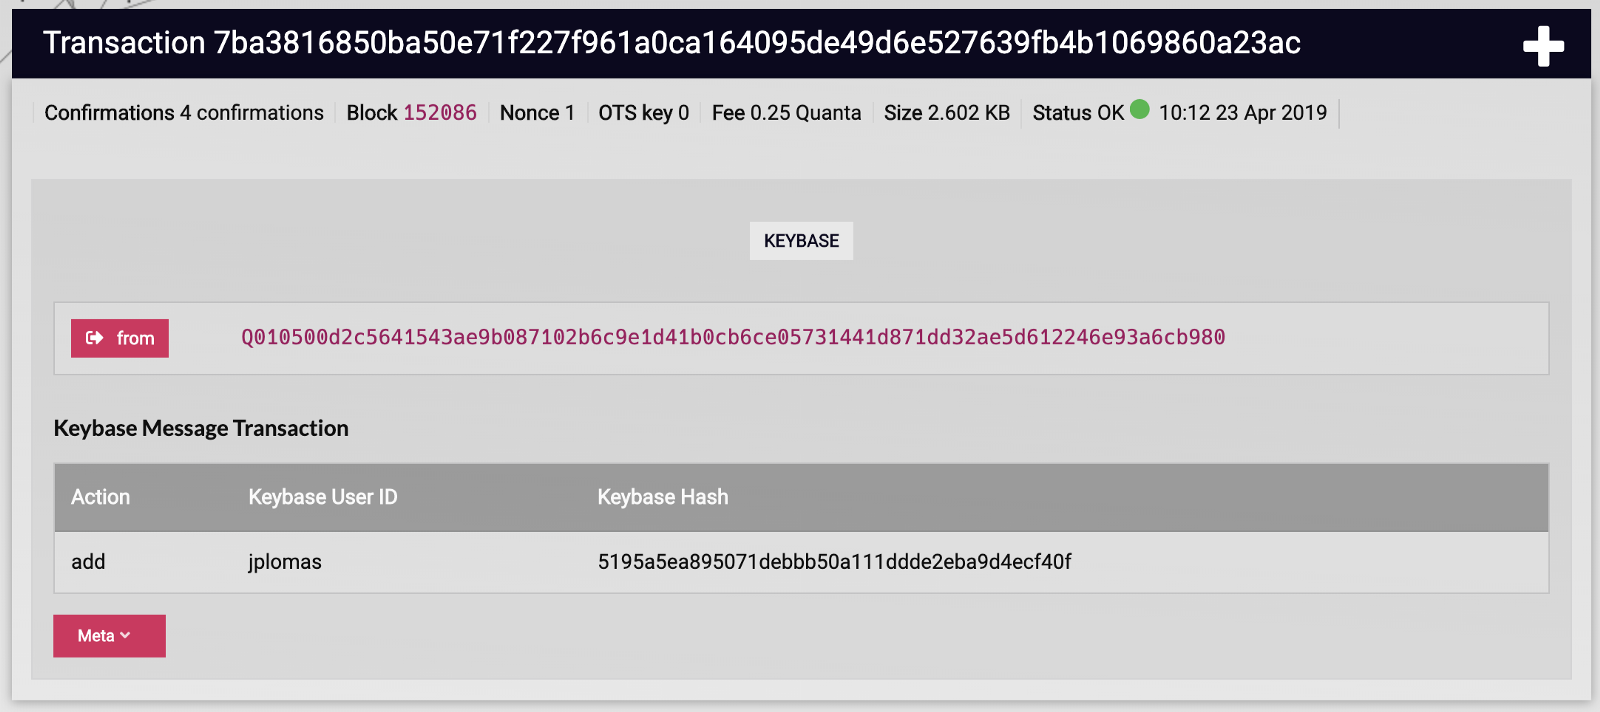 Transaction 7ba3816850ba50e71f227f961a0ca164095de49d6e527639fb4b1069860a23ac
Confirmations 4 confirmations Block 152086 Nonce 1 OTS key 0 Fee 0.25 Quanta Size 2.602 KB Status OK 10:12 23 Apr 2019
KEYBASE
from Q010500d2c5641543ae9b087102b6c9e1d41b0cb6ce05731441d871dd32ae5d612246e93a6cb980
Keybase Message Transaction
Action Keybase User ID Keybase Hash
add jplomas 5195a5ea895071debbb50a111ddde2eba9d4ecf40f
Meta